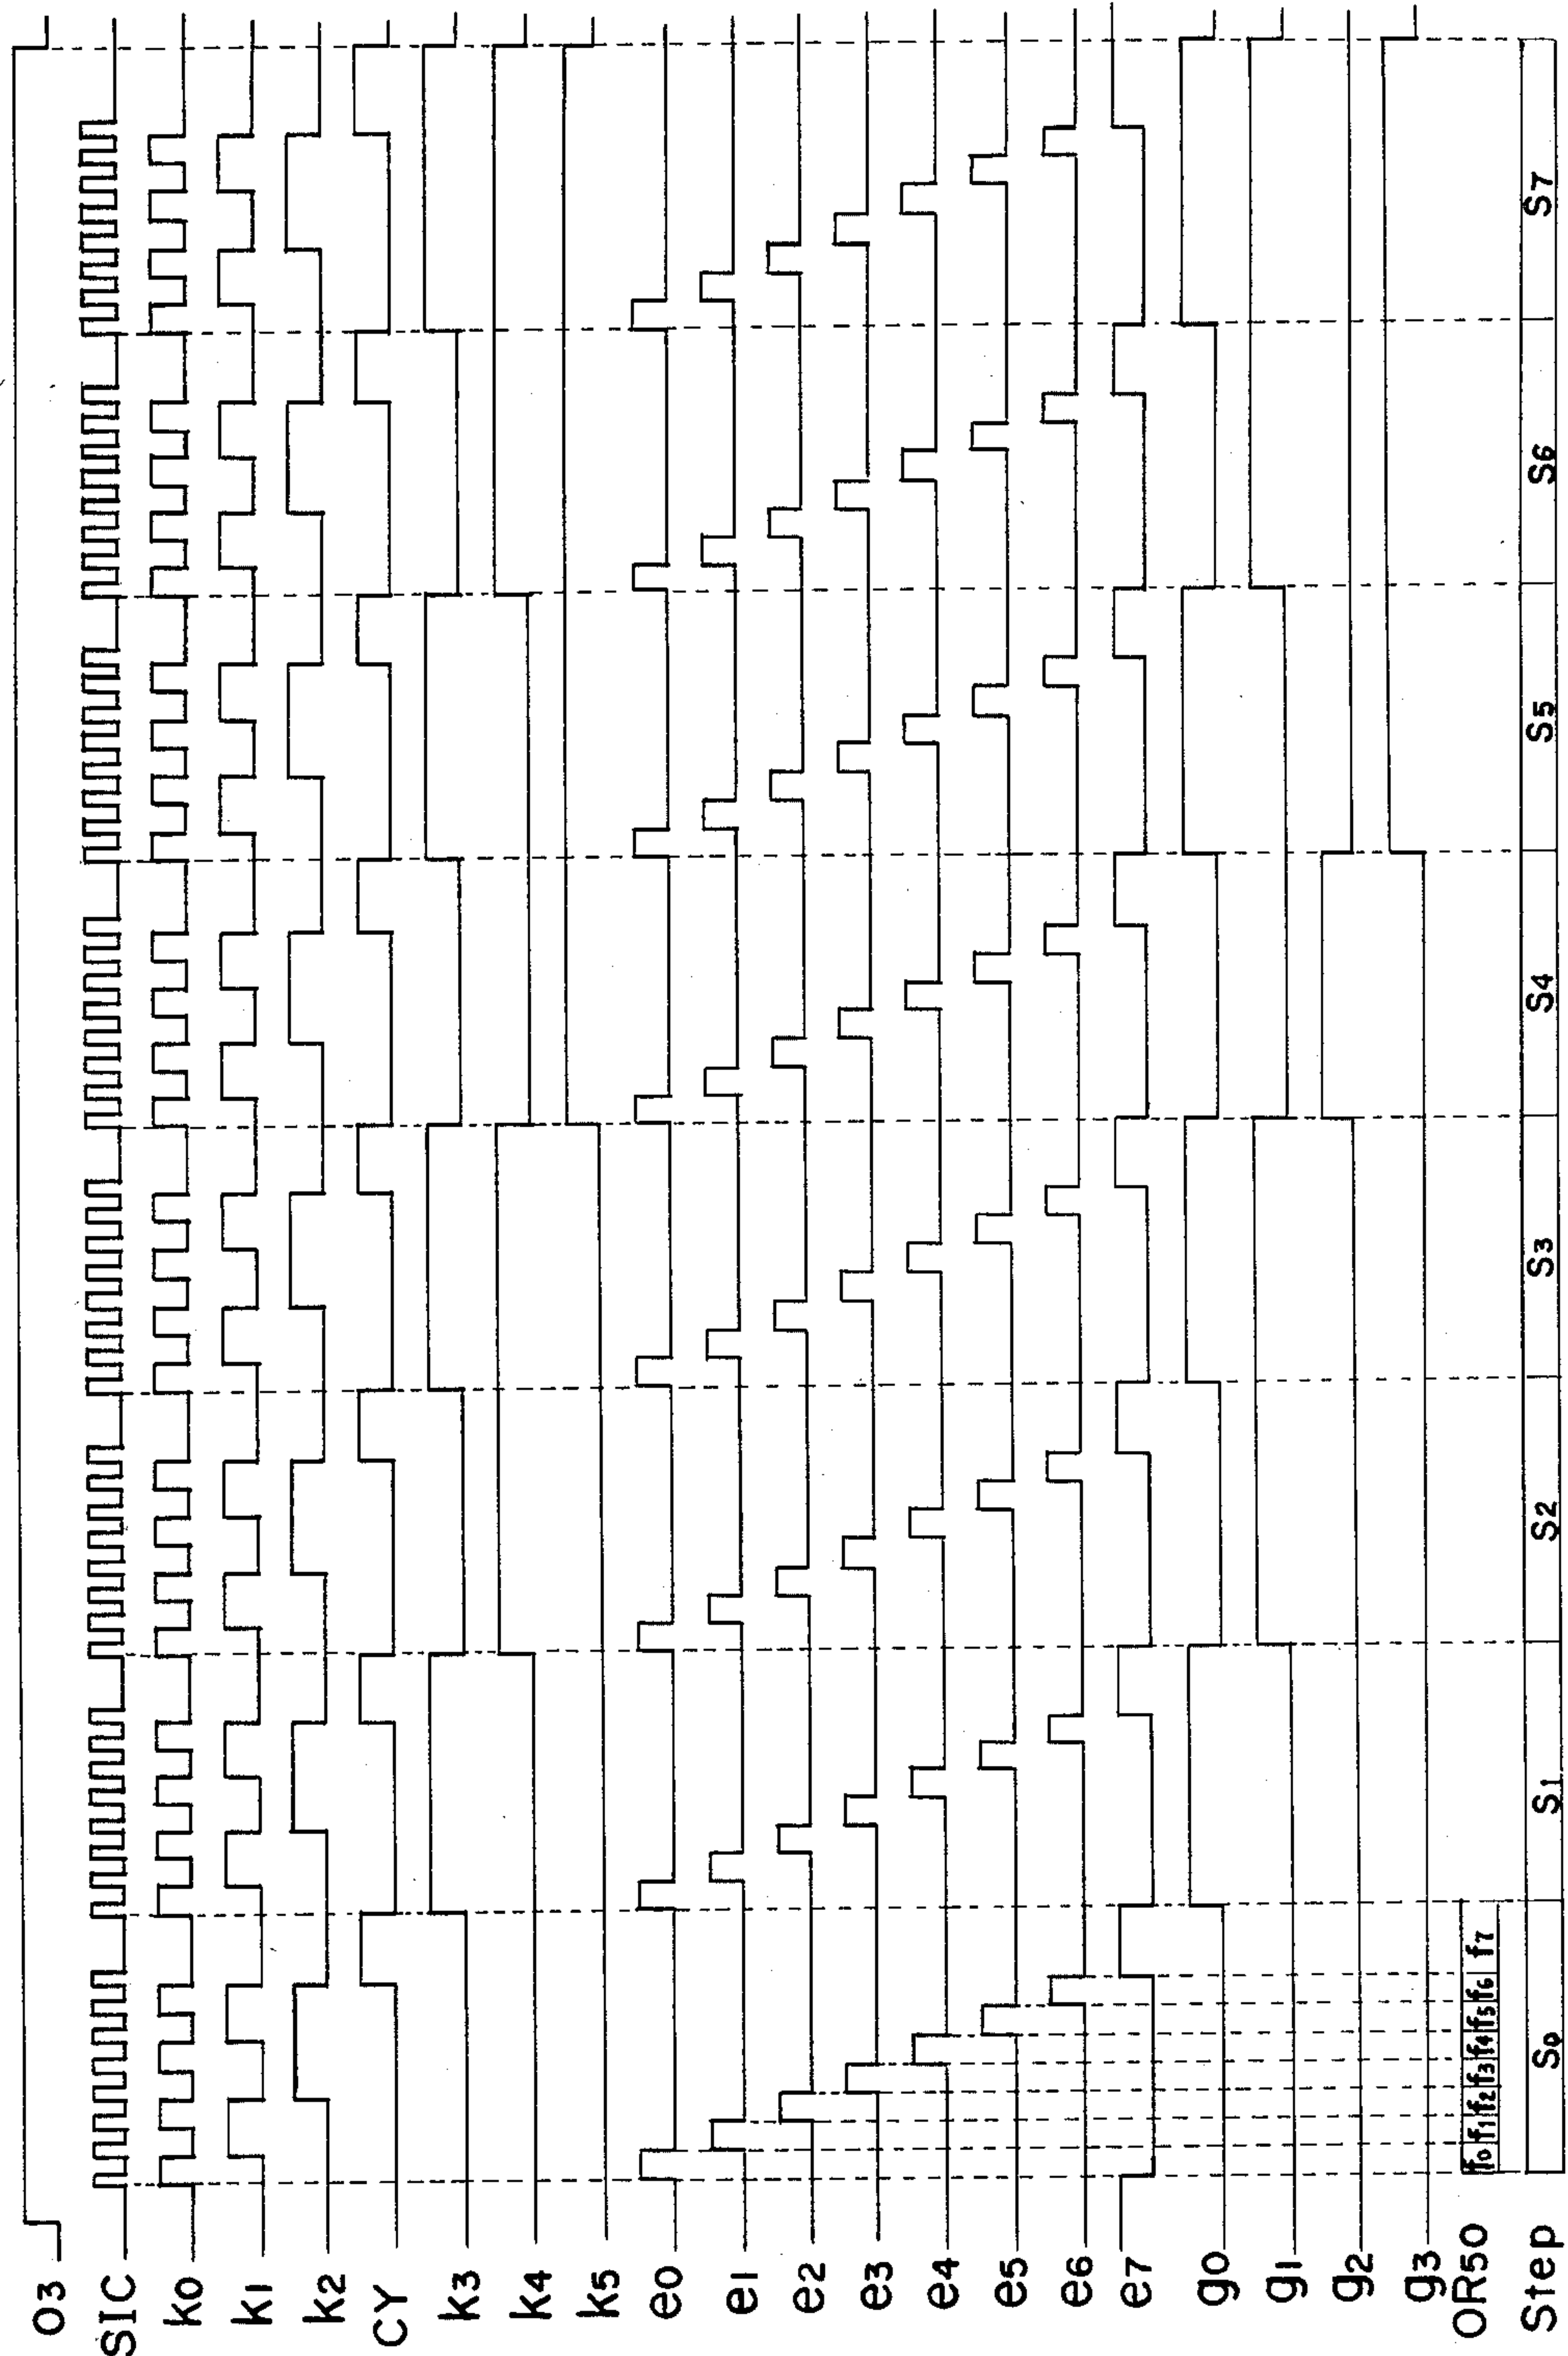 O3
SIC
k0
k1
k2
CY
k3
k4
k5
e0
e1
e2
e3
e4
e5
e6
e7
g0
g1
g2
g3
OR50 f0 f1 f2 f3 f4 f5 f6 f7
Step S0 S1 S2 S3 S4 S5 S6 S7